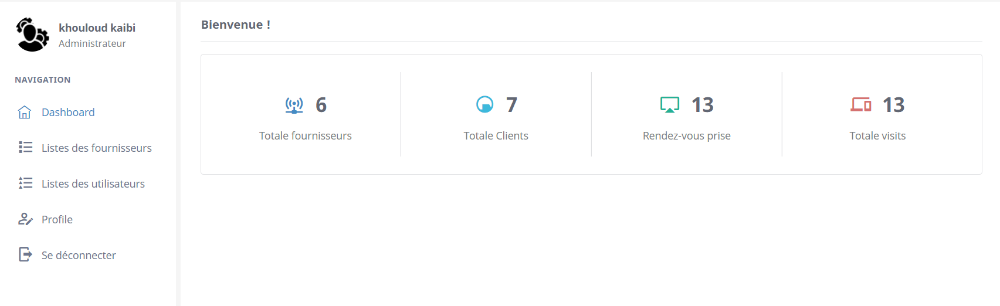 khouloud kaibi
Administrateur
NAVIGATION
Dashboard
Listes des fournisseurs
Listes des utilisateurs
Profile
Se déconnecter
Bienvenue !
6
Totale fournisseurs
7
Totale Clients
13
Rendez-vous prise
13
Totale visits